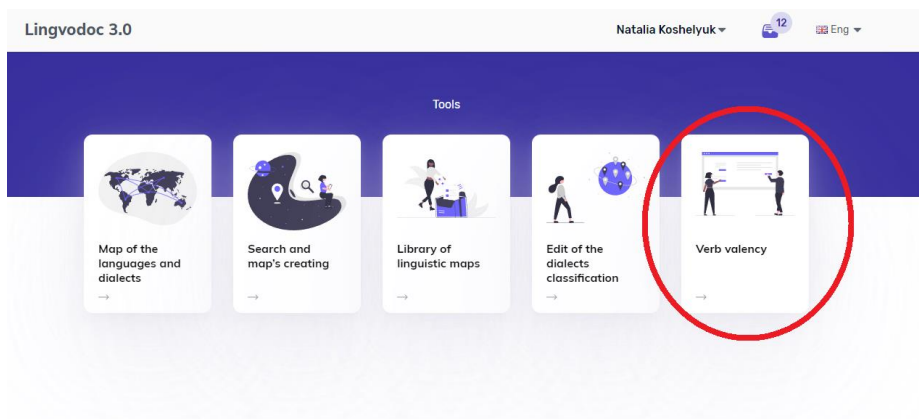 Lingvodoc 3.0
Natalia Koshelyuk
12
Eng
Tools
Map of the
languages and
dialects
Search and
map's creating
Library of
linguistic maps
Edit of the
dialects
classification
Verb valency